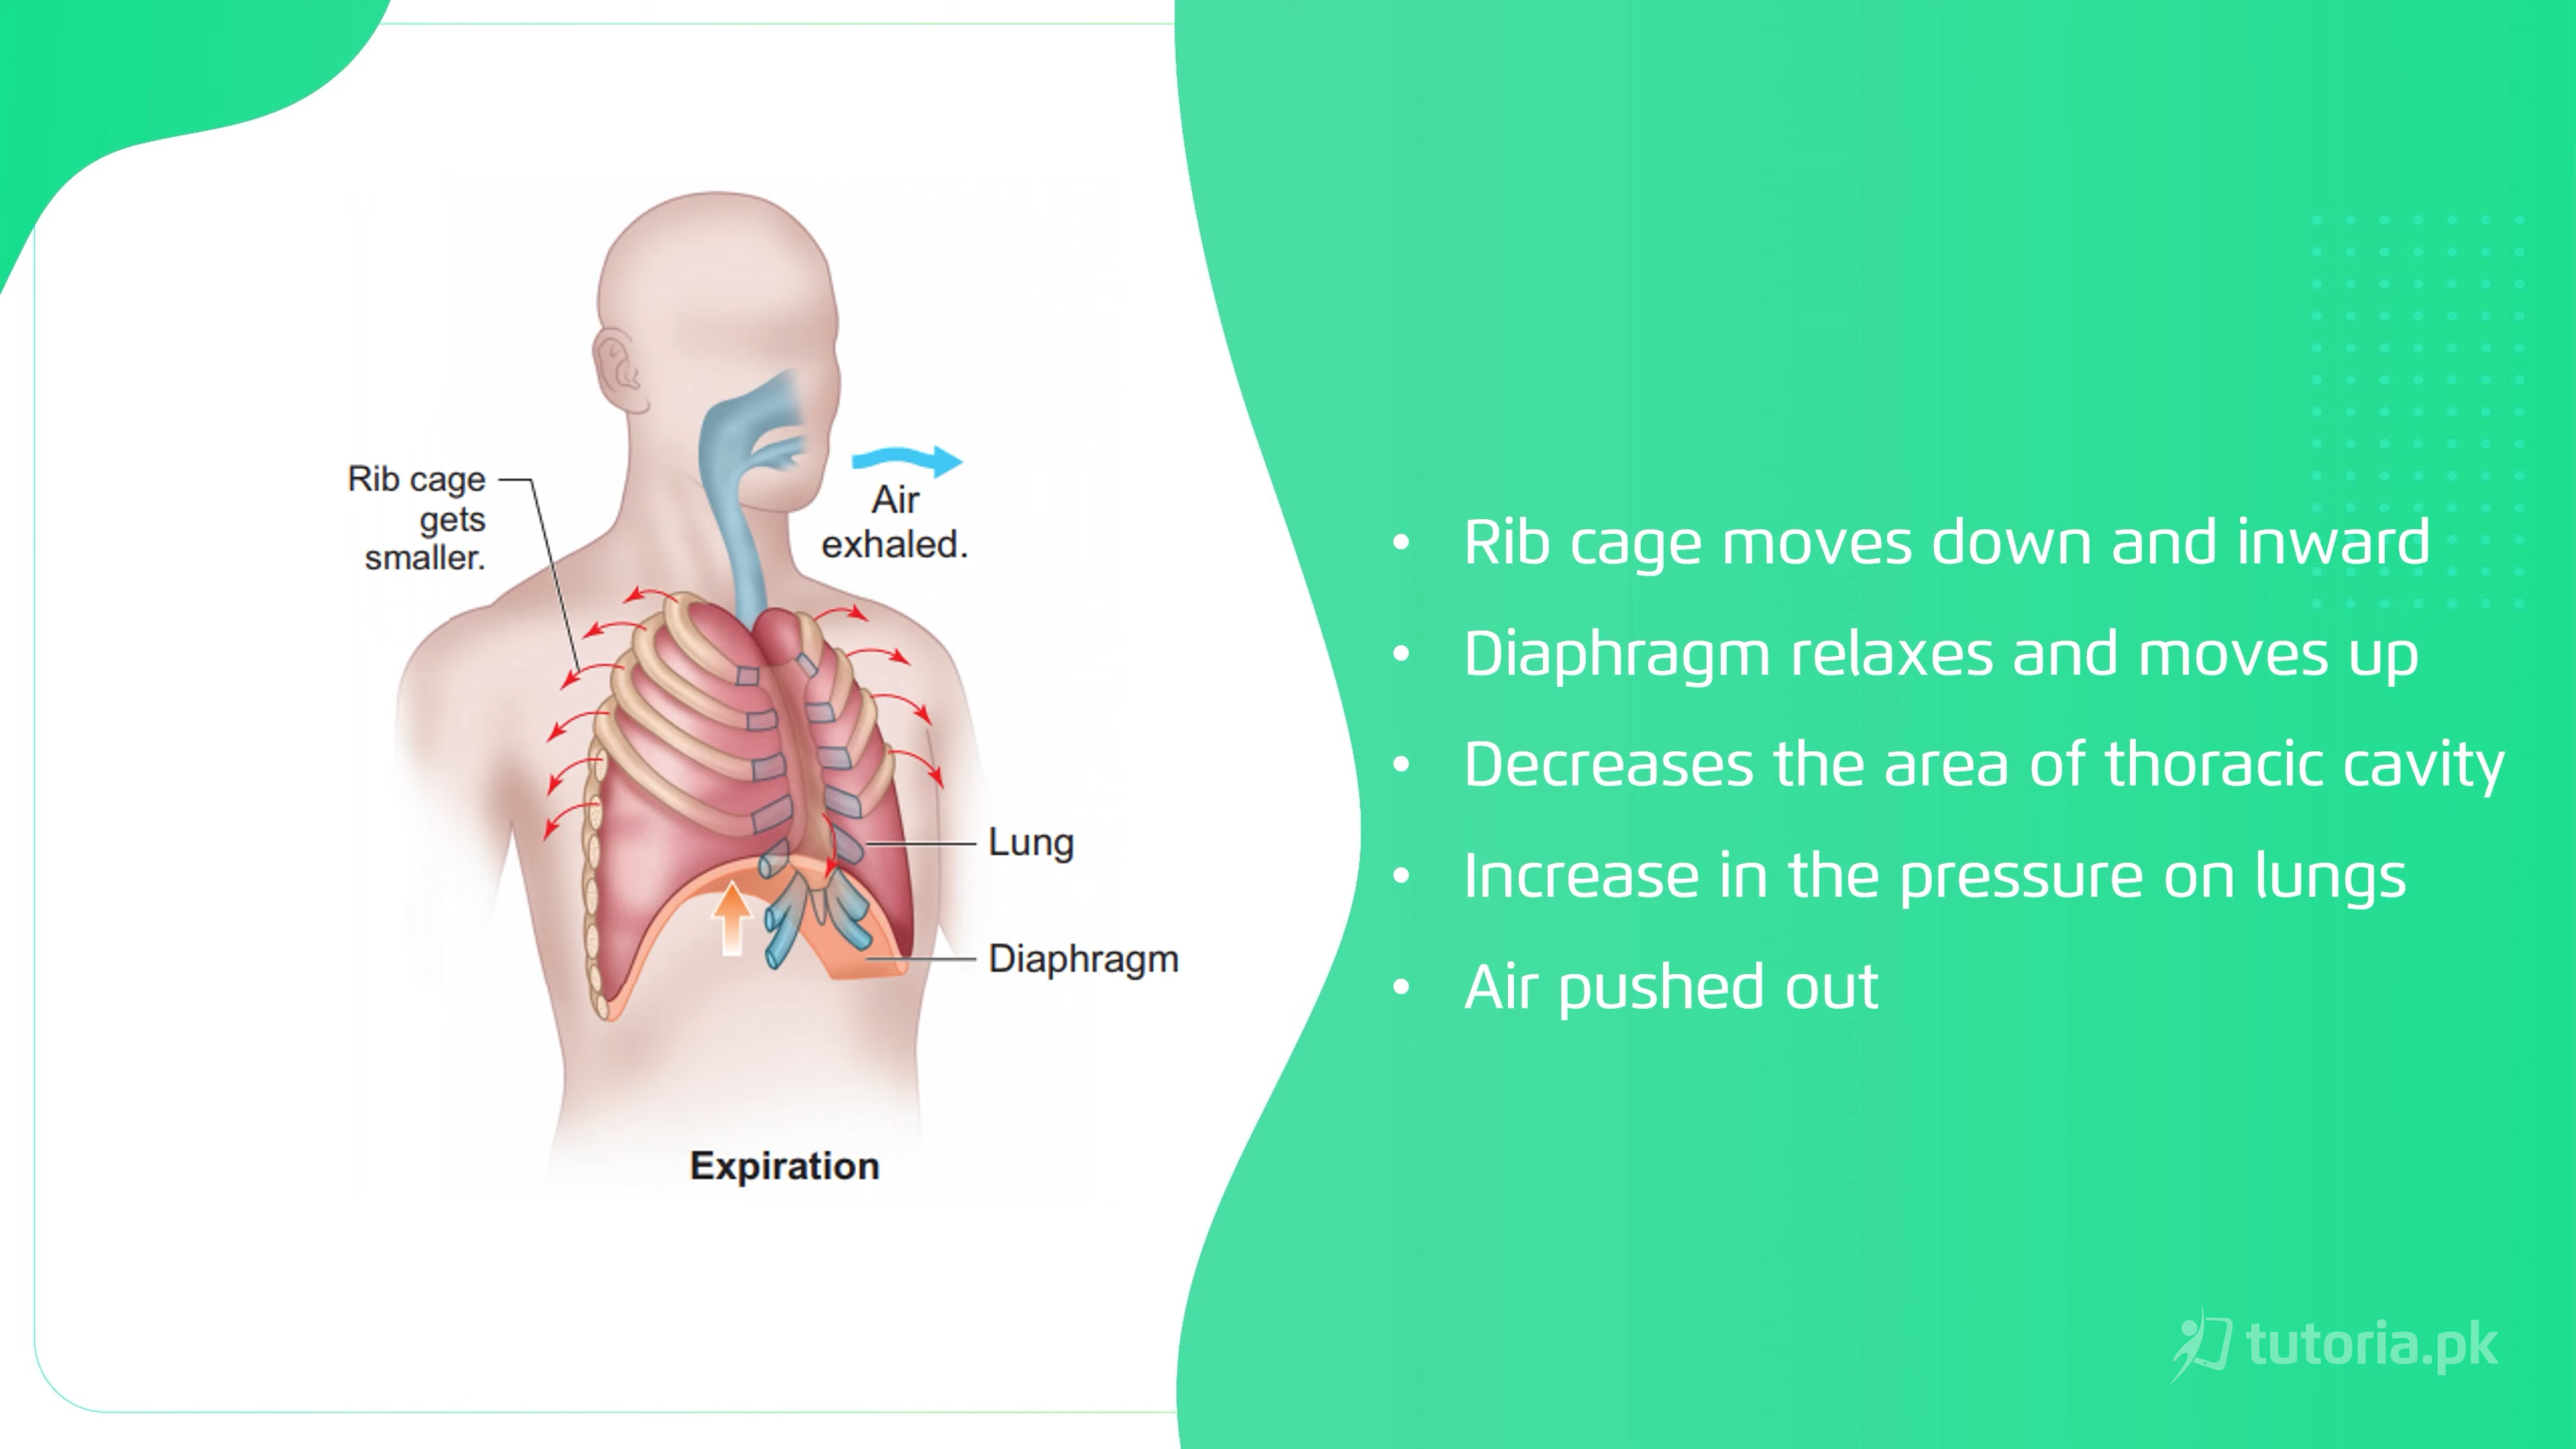 Rib cage
gets
smaller.
Air
exhaled.
Lung
Diaphragm
Expiration
• Rib cage moves down and inward
• Diaphragm relaxes and moves up
• Decreases the area of thoracic cavity
• Increase in the pressure on lungs
• Air pushed out
tutoria.pk